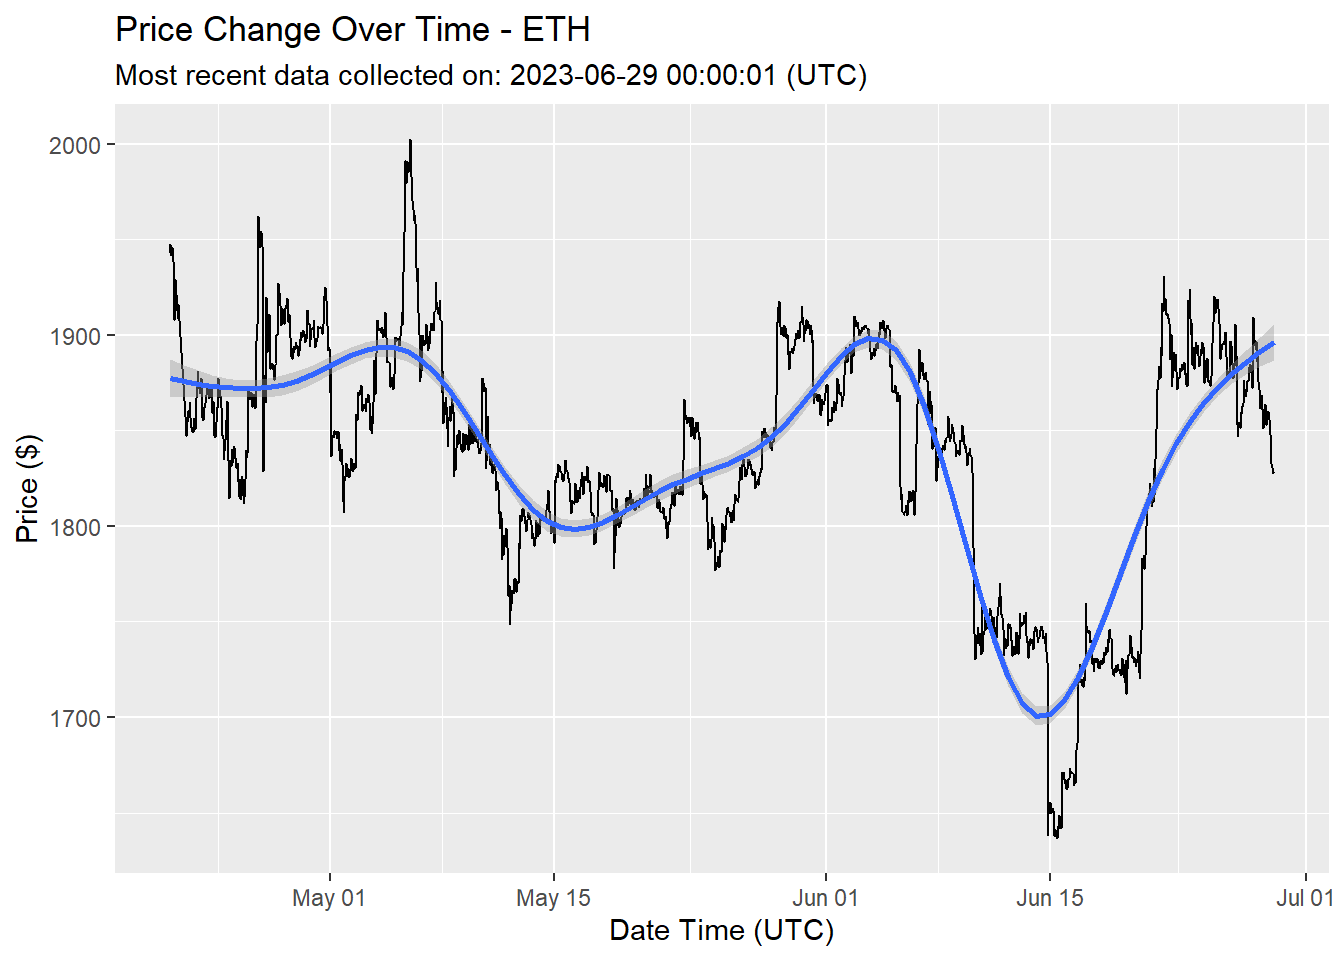 Price Change Over Time - ETH
Most recent data collected on: 2023-06-29 00:00:01 (UTC)
Price ($)
2000
1900
1800
1700
May 01
May 15
Jun 01
Jun 15
Jul 01
Date Time (UTC)